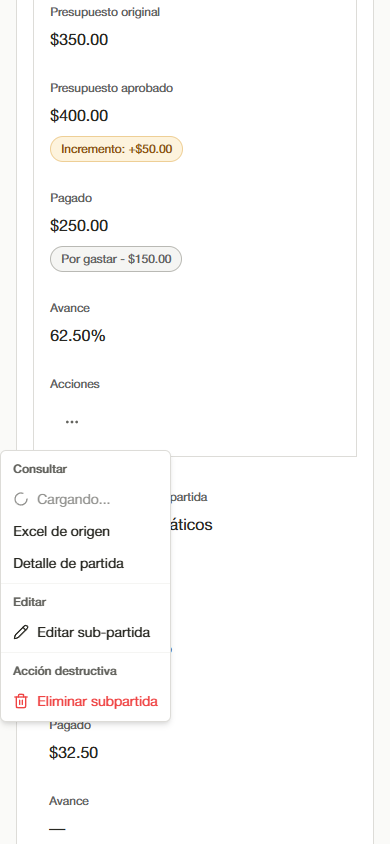 Presupuesto original
$350.00
Presupuesto aprobado
$400.00
Incremento: +$50.00
Pagado
$250.00
Por gastar - $150.00
Avance
62.50%
Acciones
...
Consultar
Cargando...
partida
Excel de origen
áticos
Detalle de partida
Editar
Editar sub-partida
Acción destructiva
Eliminar subpartida
Pagado
$32.50
Avance
—